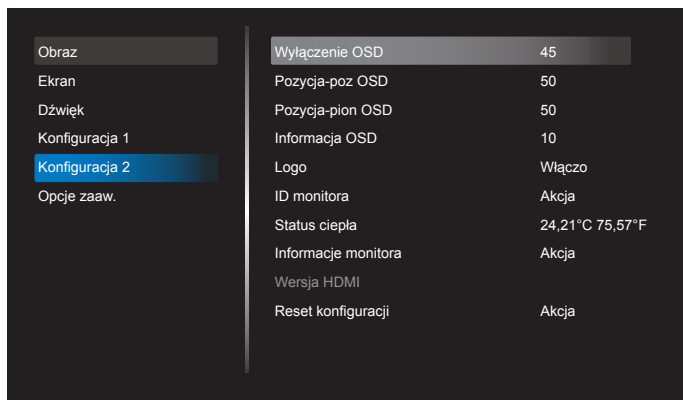 Obraz
Ekran
Dźwięk
Konfiguracja 1
Konfiguracja 2
Opcje zaaw.
Wyłączenie OSD 45
Pozycja-poz OSD 50
Pozycja-pion OSD 50
Informacja OSD 10
Logo Włączo
ID monitora Akcja
Status ciepła 24,21°C 75,57°F
Informacje monitora Akcja
Wersja HDMI
Reset konfiguracji Akcja